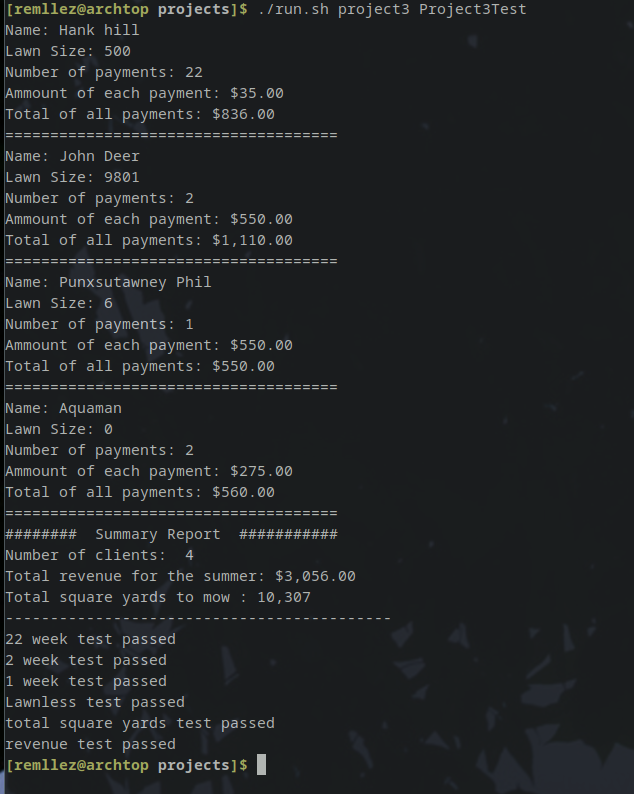 [remllez@archtop projects]$ ./run.sh project3 Project3Test
Name: Hank hill
Lawn Size: 500
Number of payments: 22
Ammount of each payment: $35.00
Total of all payments: $836.00
=====================================
Name: John Deer
Lawn Size: 9801
Number of payments: 2
Ammount of each payment: $550.00
Total of all payments: $1,110.00
=====================================
Name: Punxsutawney Phil
Lawn Size: 6
Number of payments: 1
Ammount of each payment: $550.00
Total of all payments: $550.00
=====================================
Name: Aquaman
Lawn Size: 0
Number of payments: 2
Ammount of each payment: $275.00
Total of all payments: $560.00
=====================================
########  Summary Report  ###########
Number of clients:  4
Total revenue for the summer: $3,056.00
Total square yards to mow : 10,307
-------------------------------------------
22 week test passed
2 week test passed
1 week test passed
Lawnless test passed
total square yards test passed
revenue test passed
[remllez@archtop projects]$